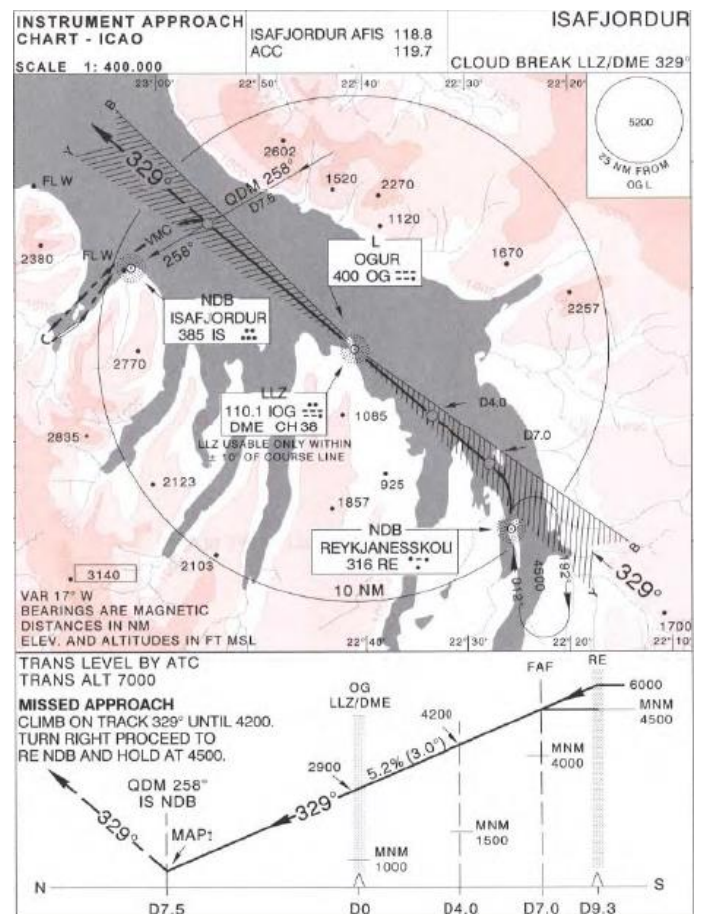 INSTRUMENT APPROACH
CHART - ICAO
SCALE 1: 400.000
ISAFJORDUR AFIS 118.8
ACC 119.7
ISAFJORDUR
CLOUD BREAK LLZ/DME 329°
23°00'
22°50'
22°40'
22°30'
22°20'
5200
25 NM FROM
OG L
B
Y
329°
QDM 258°
D7.5
2602
1520
2270
1120
FL W
VMC
258°
FL W
2380
L
OGUR
400 OG
1670
2257
NDB
ISAFJORDUR
385 IS
2770
LLZ
110.1 IOG
DME CH 38
LLZ USABLE ONLY WITHIN
± 10° OF COURSE LINE
1085
D4.0
D7.0
2835
2123
925
1857
NDB
REYKJANESSKOLI
316 RE
2103
3140
10 NM
4500
B
Y
329°
1700
VAR 17° W
BEARINGS ARE MAGNETIC
DISTANCES IN NM
ELEV. AND ALTITUDES IN FT MSL
22°40'
22°30'
22°20'
22°10'
TRANS LEVEL BY ATC
TRANS ALT 7000
MISSED APPROACH
CLIMB ON TRACK 329° UNTIL 4200.
TURN RIGHT PROCEED TO
RE NDB AND HOLD AT 4500.
OG
LLZ/DME
FAF
RE
6000
MNM
4500
4200
2900
5.2% (3.0°)
MNM
4000
QDM 258°
IS NDB
329°
329°
MAPt
MNM
1500
MNM
1000
N
S
D7.5
D0
D4.0
D7.0
D9.3